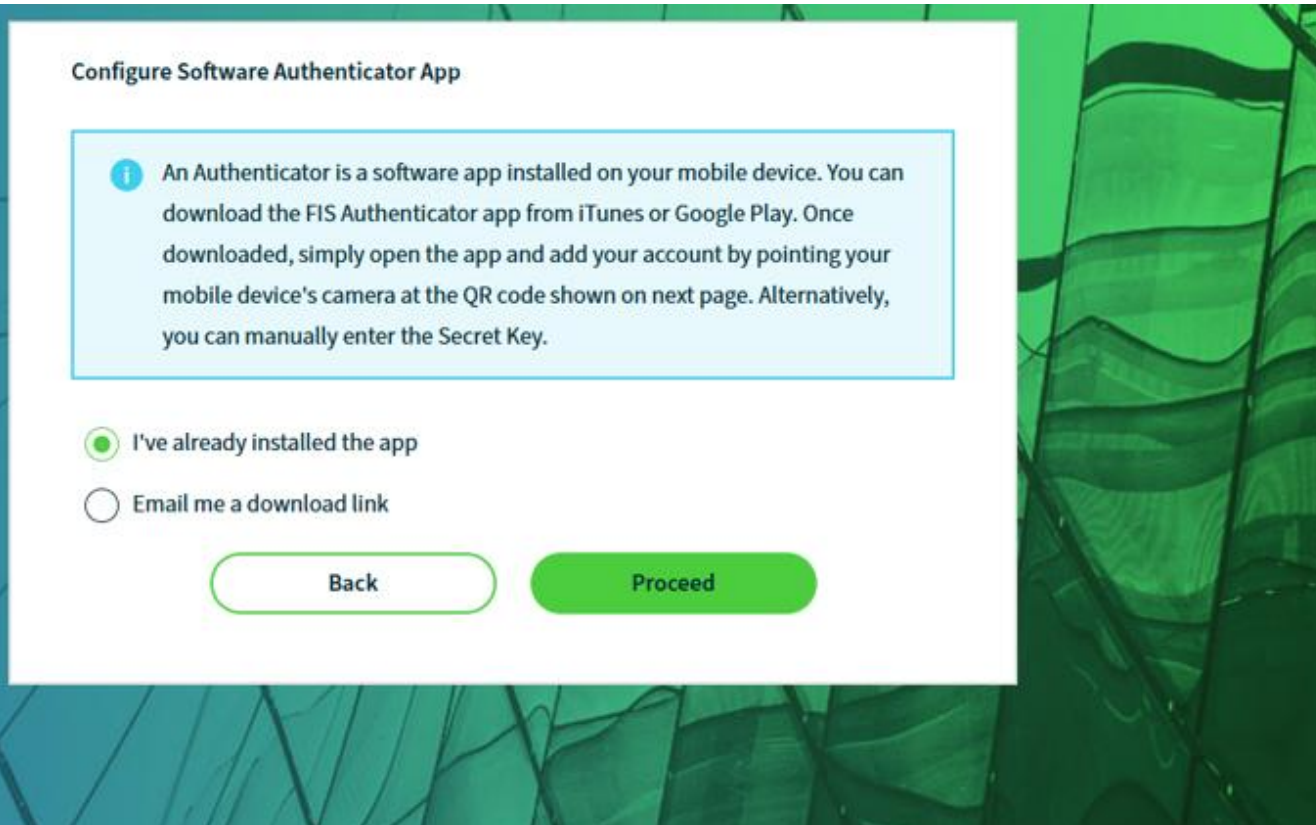 Configure Software Authenticator App
An Authenticator is a software app installed on your mobile device. You can
download the FIS Authenticator app from iTunes or Google Play. Once
downloaded, simply open the app and add your account by pointing your
mobile device's camera at the QR code shown on next page. Alternatively,
you can manually enter the Secret Key.
I've already installed the app
Email me a download link
Back
Proceed